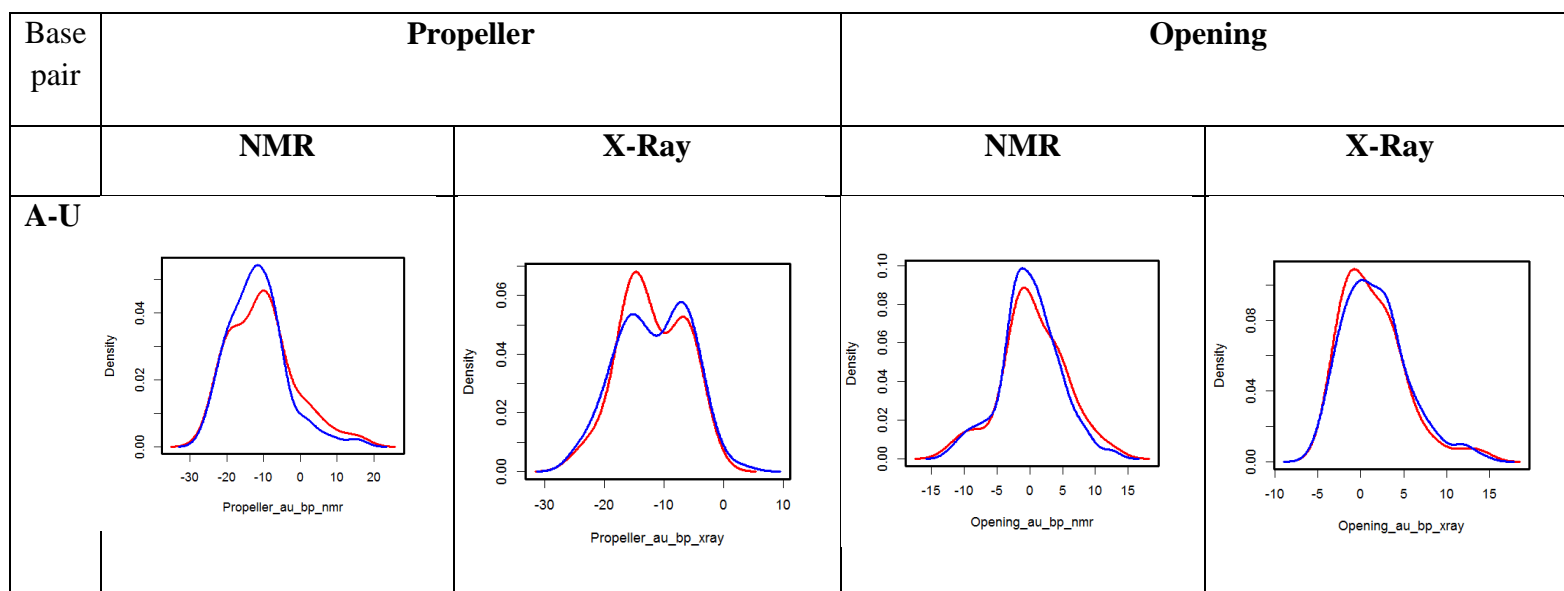 Base pair
Propeller
Opening
NMR
X-Ray
NMR
X-Ray
A-U
Density
0.00
0.02
0.04
-30 -20 -10 0 10 20
Propeller_au_bp_nmr
Density
0.00 0.02 0.04 0.06
-30 -20 -10 0 10
Propeller_au_bp_xray
Density
0.00 0.02 0.04 0.06 0.08 0.10
-15 -10 -5 0 5 10 15
Opening_au_bp_nmr
Density
0.00 0.04 0.08
-10 -5 0 5 10 15
Opening_au_bp_xray